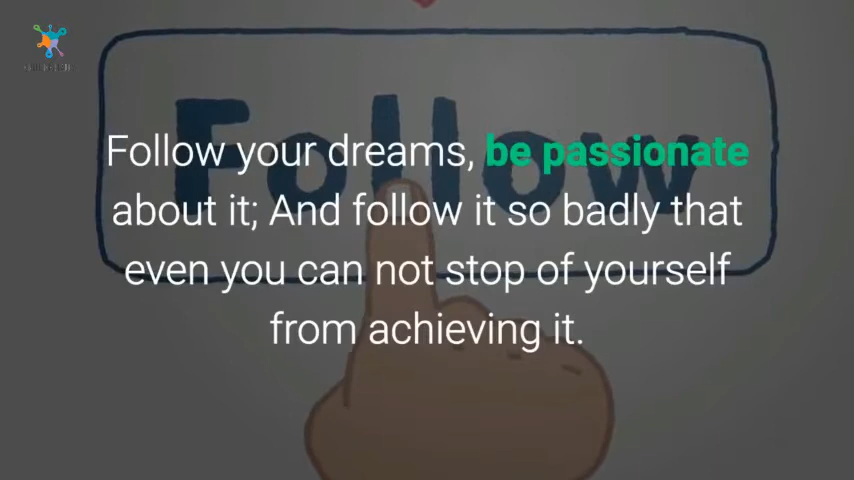 Follow
Follow your dreams, be passionate
about it; And follow it so badly that
even you can not stop of yourself
from achieving it.